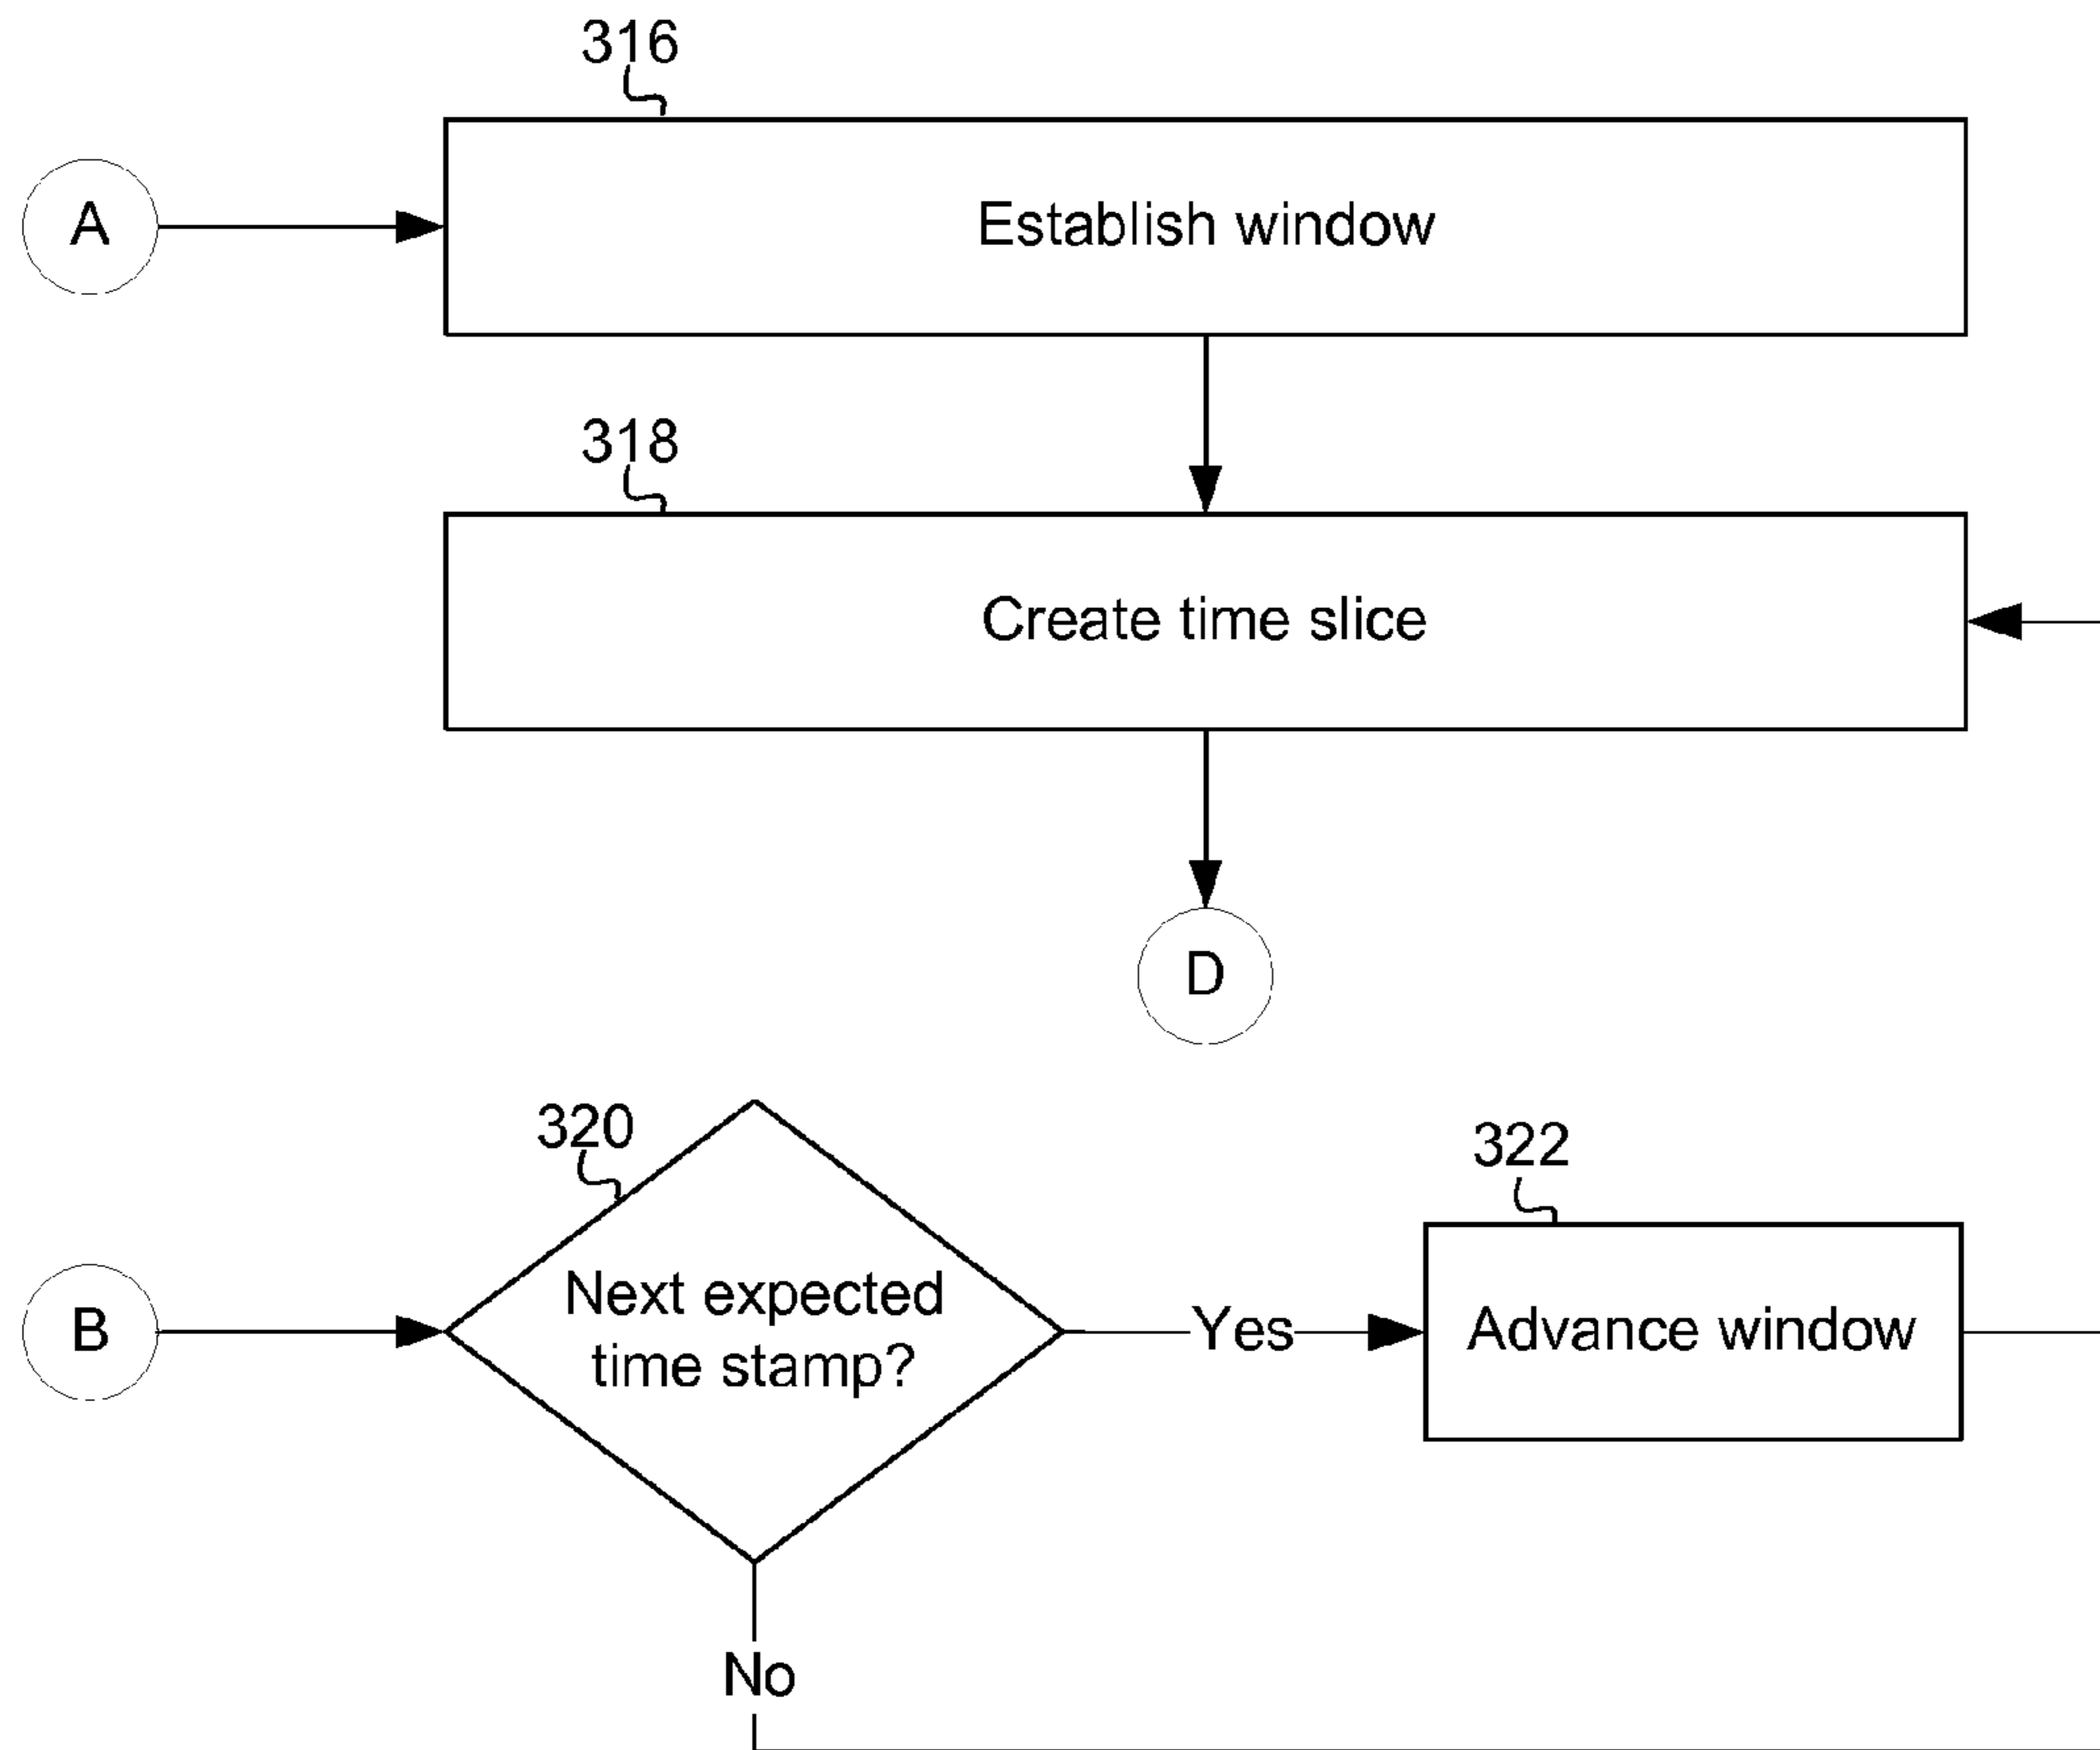 316
A
Establish window
318
Create time slice
D
320
322
B
Next expected
time stamp?
Yes
Advance window
No